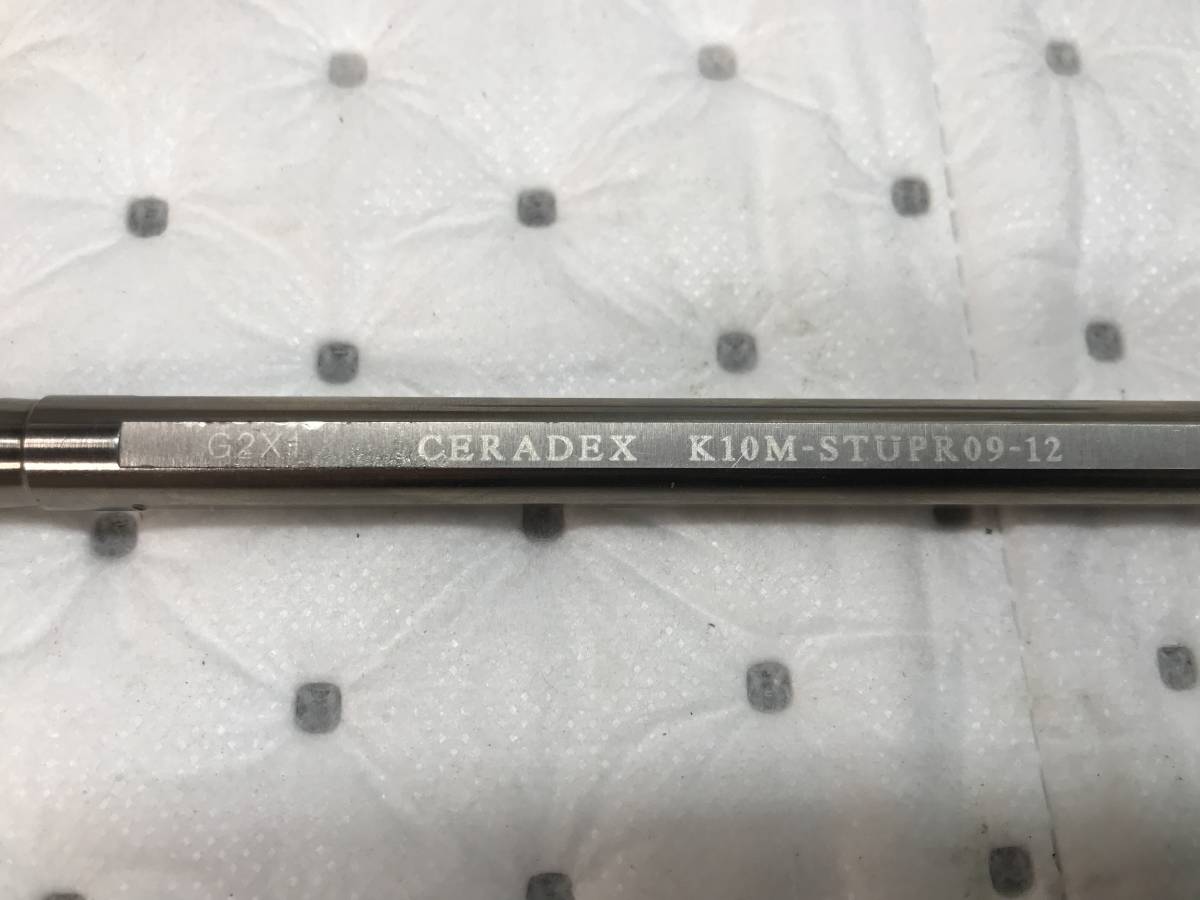 G2X1 CERADEX K10M-STUPR09-12